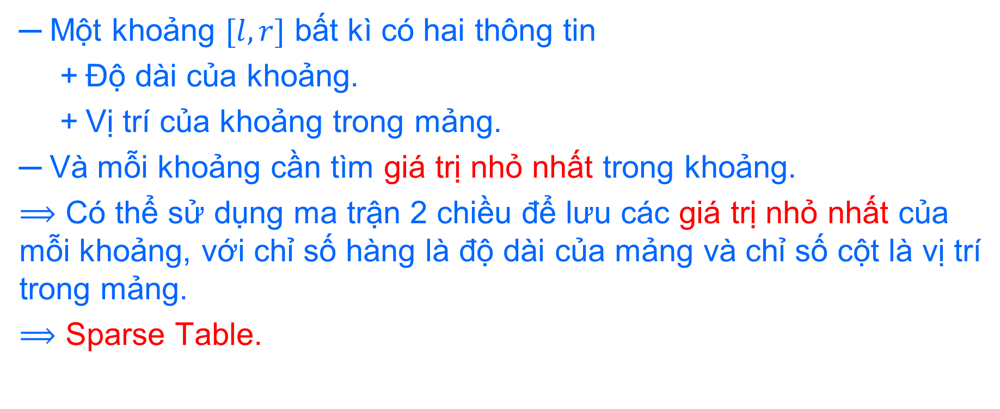 — Một khoảng [l, r] bất kì có hai thông tin
+ Độ dài của khoảng.
+ Vị trí của khoảng trong mảng.
— Và mỗi khoảng cần tìm giá trị nhỏ nhất trong khoảng.
⟹ Có thể sử dụng ma trận 2 chiều để lưu các giá trị nhỏ nhất của
mỗi khoảng, với chỉ số hàng là độ dài của mảng và chỉ số cột là vị trí
trong mảng.
⟹ Sparse Table.